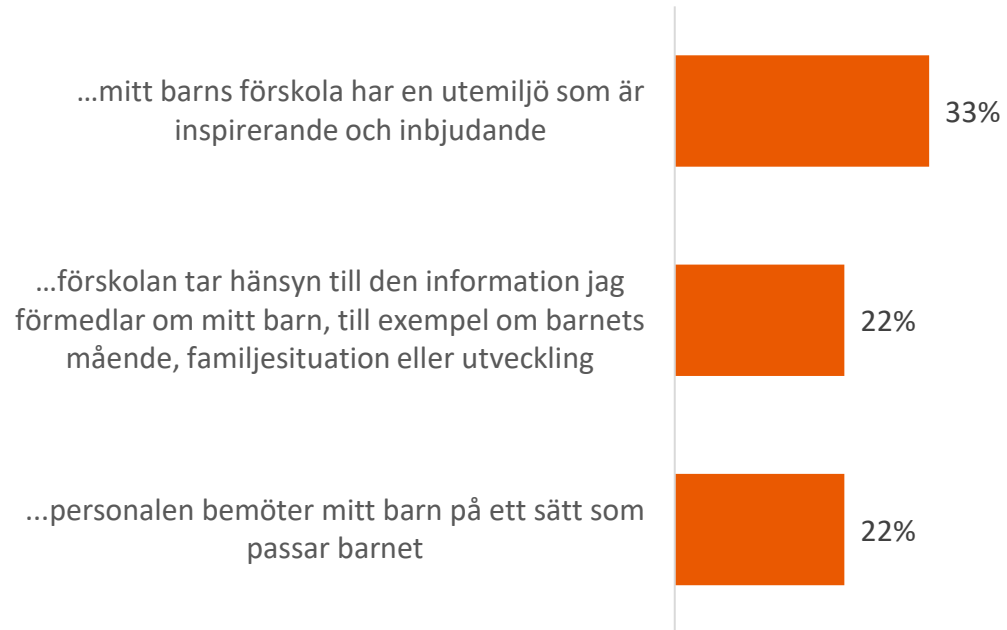 ...mitt barns förskola har en utemiljö som är
inspirerande och inbjudande
33%
...förskolan tar hänsyn till den information jag
förmedlar om mitt barn, till exempel om barnets
mående, familjesituation eller utveckling
22%
...personalen bemöter mitt barn på ett sätt som
passar barnet
22%